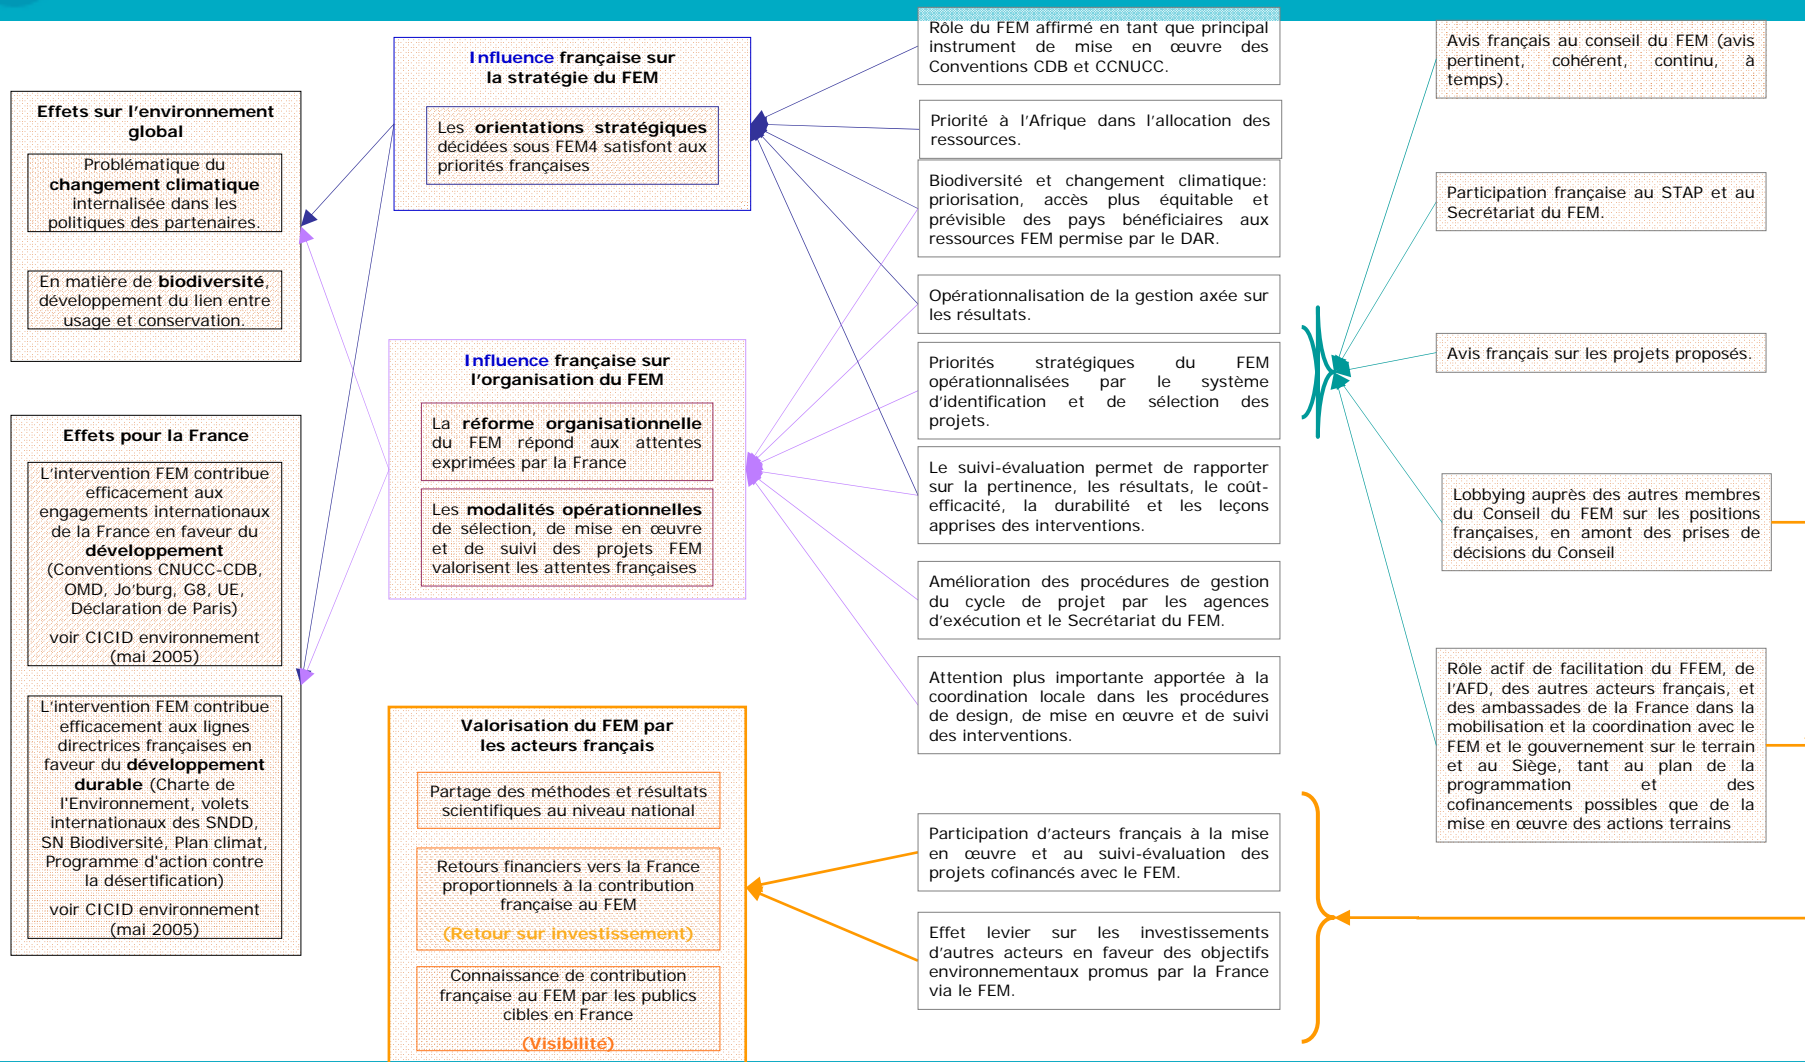 Effets sur l'environnement
global
Problématique du
changement climatique
internalisée dans les
politiques des partenaires.
En matière de biodiversité,
développement du lien entre
usage et conservation.
Effets pour la France
L'intervention FEM contribue
efficacement aux
engagements internationaux
de la France en faveur du
développement
(Conventions CNUCC-CDB,
OMD, Jo'burg, G8, UE,
Déclaration de Paris)
voir CICID environnement
(mai 2005)
L'intervention FEM contribue
efficacement aux lignes
directrices françaises en
faveur du développement
durable (Charte de
l'Environnement, volets
internationaux des SNDD,
SN Biodiversité, Plan climat,
Programme d'action contre
la désertification)
voir CICID environnement
(mai 2005)
Influence française sur
la stratégie du FEM
Les orientations stratégiques
décidées sous FEM4 satisfont aux
priorités françaises
Influence française sur
l'organisation du FEM
La réforme organisationnelle
du FEM répond aux attentes
exprimées par la France
Les modalités opérationnelles
de sélection, de mise en œuvre
et de suivi des projets FEM
valorisent les attentes françaises
Valorisation du FEM par
les acteurs français
Partage des méthodes et résultats
scientifiques au niveau national
Retours financiers vers la France
proportionnels à la contribution
française au FEM
(Retour sur investissement)
Connaissance de contribution
française au FEM par les publics
cibles en France
(Visibilité)
Rôle du FEM affirmé en tant que principal
instrument de mise en œuvre des
Conventions CDB et CCNUCC.
Priorité à l'Afrique dans l'allocation des
ressources.
Biodiversité et changement climatique:
priorisation, accès plus équitable et
prévisible des pays bénéficiaires aux
ressources FEM permise par le DAR.
Opérationnalisation de la gestion axée sur
les résultats.
Priorités stratégiques du FEM
opérationnalisées par le système
d'identification et de sélection des
projets.
Le suivi-évaluation permet de rapporter
sur la pertinence, les résultats, le coût-
efficacité, la durabilité et les leçons
apprises des interventions.
Amélioration des procédures de gestion
du cycle de projet par les agences
d'exécution et le Secrétariat du FEM.
Attention plus importante apportée à la
coordination locale dans les procédures
de design, de mise en œuvre et de suivi
des interventions.
Participation d'acteurs français à la mise
en œuvre et au suivi-évaluation des
projets cofinancés avec le FEM.
Effet levier sur les investissements
d'autres acteurs en faveur des objectifs
environnementaux promus par la France
via le FEM.
Avis français au conseil du FEM (avis
pertinent, cohérent, continu, à
temps).
Participation française au STAP et au
Secrétariat du FEM.
Avis français sur les projets proposés.
Lobbying auprès des autres membres
du Conseil du FEM sur les positions
françaises, en amont des prises de
décisions du Conseil
Rôle actif de facilitation du FFEM, de
l'AFD, des autres acteurs français, et
des ambassades de la France dans la
mobilisation et la coordination avec le
FEM et le gouvernement sur le terrain
et au Siège, tant au plan de la
programmation et des
cofinancements possibles que de la
mise en œuvre des actions terrains